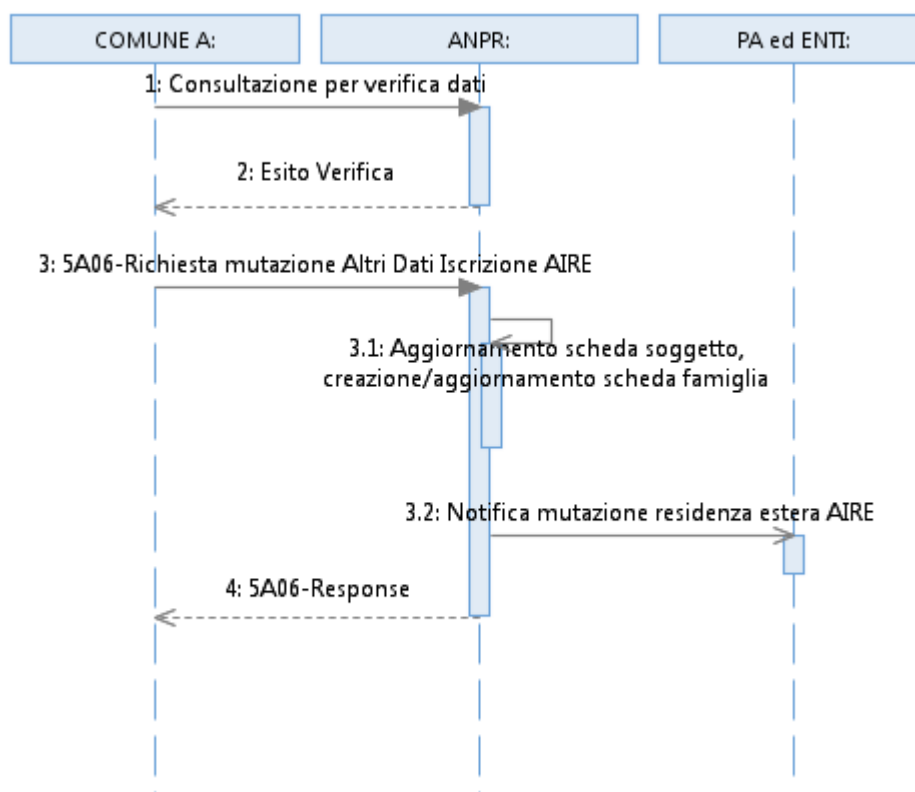 COMUNE A:
ANPR:
PA ed ENTI:
1: Consultazione per verifica dati
2: Esito Verifica
3: 5A06-Richiesta mutazione Altri Dati Iscrizione AIRE
3.1: Aggiornamento scheda soggetto,
creazione/aggiornamento scheda famiglia
3.2: Notifica mutazione residenza estera AIRE
4: 5A06-Response